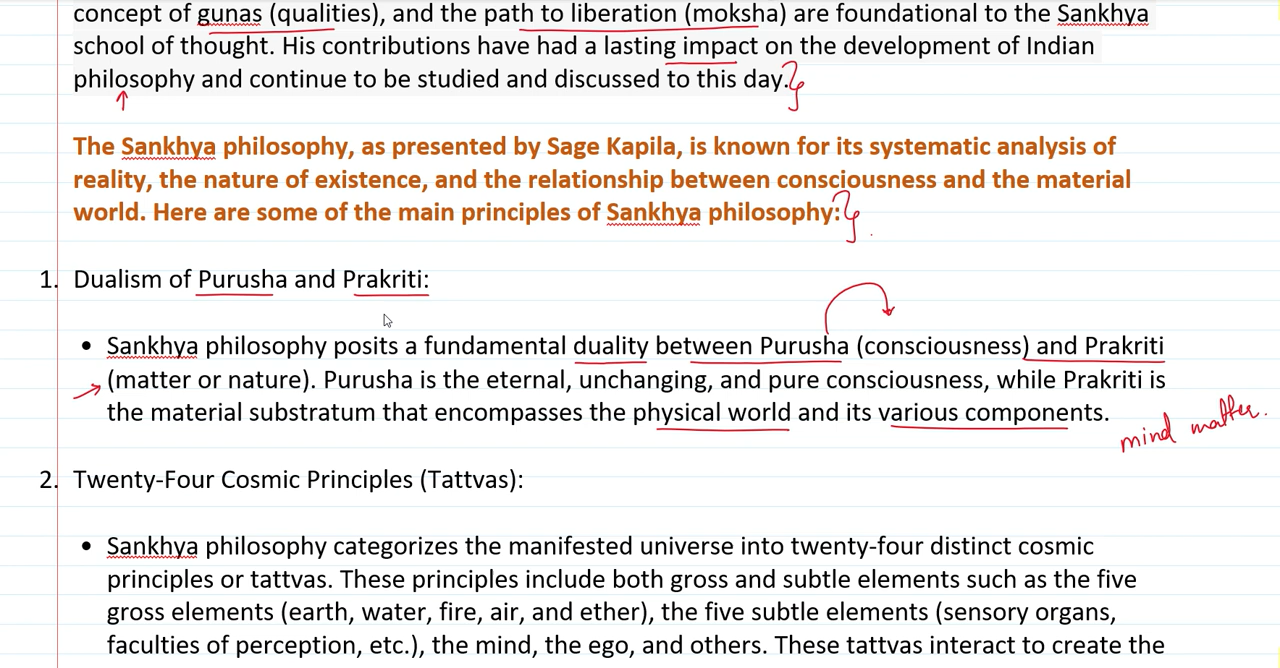 concept of gunas (qualities), and the path to liberation (moksha) are foundational to the Sankhya
school of thought. His contributions have had a lasting impact on the development of Indian
philosophy and continue to be studied and discussed to this day.
The Sankhya philosophy, as presented by Sage Kapila, is known for its systematic analysis of
reality, the nature of existence, and the relationship between consciousness and the material
world. Here are some of the main principles of Sankhya philosophy:
1. Dualism of Purusha and Prakriti:
• Sankhya philosophy posits a fundamental duality between Purusha (consciousness) and Prakriti
(matter or nature). Purusha is the eternal, unchanging, and pure consciousness, while Prakriti is
the material substratum that encompasses the physical world and its various components.
mind matter.
2. Twenty-Four Cosmic Principles (Tattvas):
• Sankhya philosophy categorizes the manifested universe into twenty-four distinct cosmic
principles or tattvas. These principles include both gross and subtle elements such as the five
gross elements (earth, water, fire, air, and ether), the five subtle elements (sensory organs,
faculties of perception, etc.), the mind, the ego, and others. These tattvas interact to create the